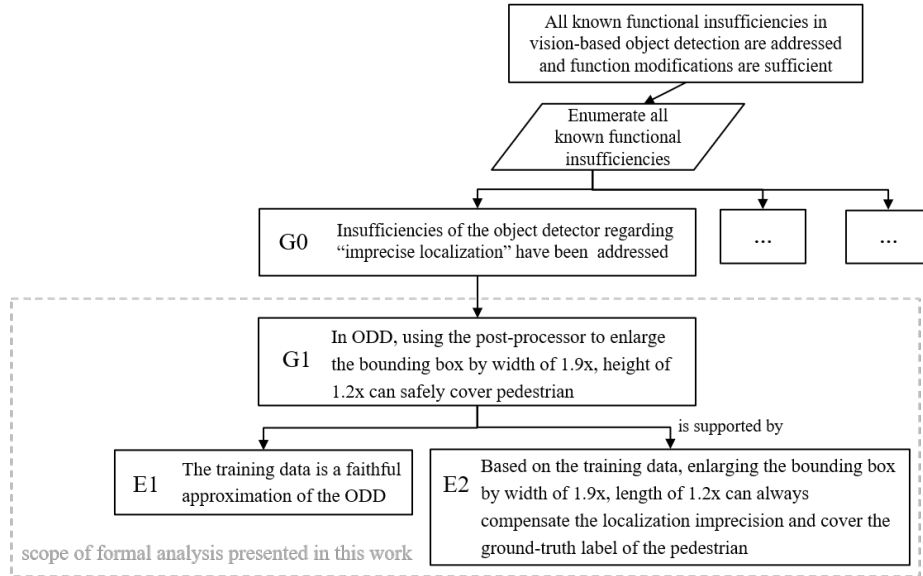 All known functional insufficiencies in
vision-based object detection are addressed
and function modifications are sufficient
Enumerate all
known functional
insufficiencies
G0
Insufficiencies of the object detector regarding
“imprecise localization” have been addressed
...
...
G1
In ODD, using the post-processor to enlarge
the bounding box by width of 1.9x, height of
1.2x can safely cover pedestrian
is supported by
E1
The training data is a faithful
approximation of the ODD
E2
Based on the training data, enlarging the bounding box
by width of 1.9x, length of 1.2x can always
compensate the localization imprecision and cover the
ground-truth label of the pedestrian
scope of formal analysis presented in this work